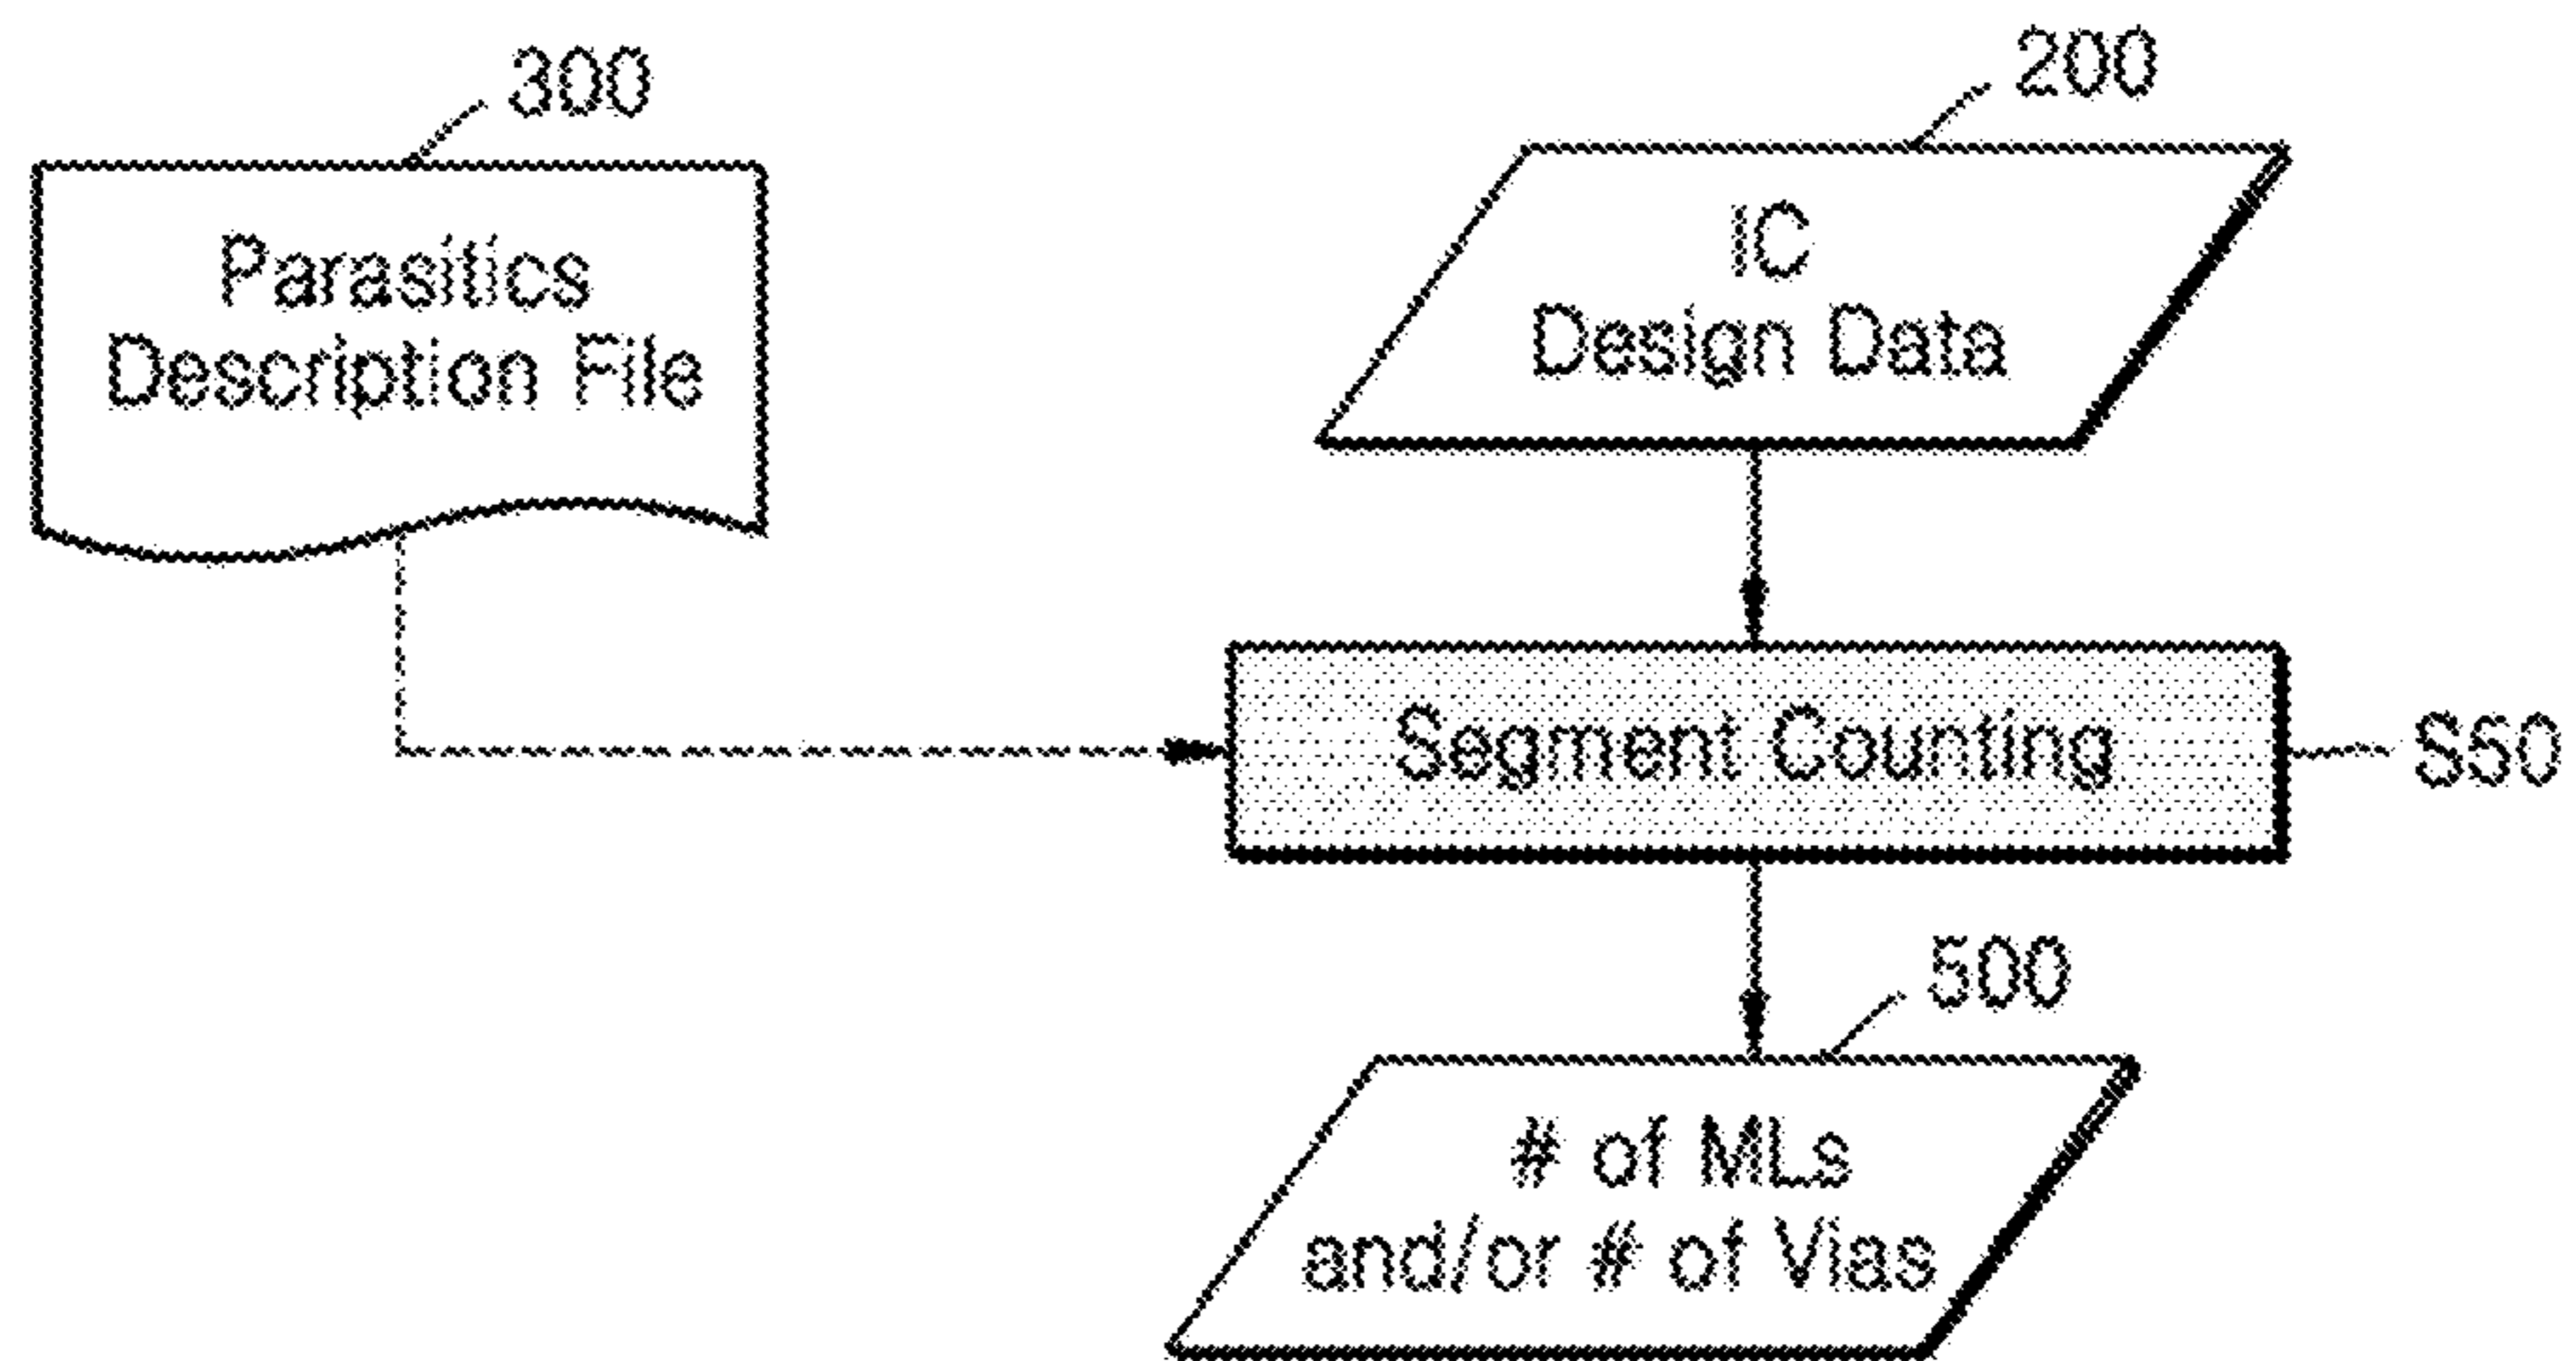 300
200
Parasitics
Description File
IC
Design Data
Segment Counting
S50
500
# of MLs
and/or # of Vias